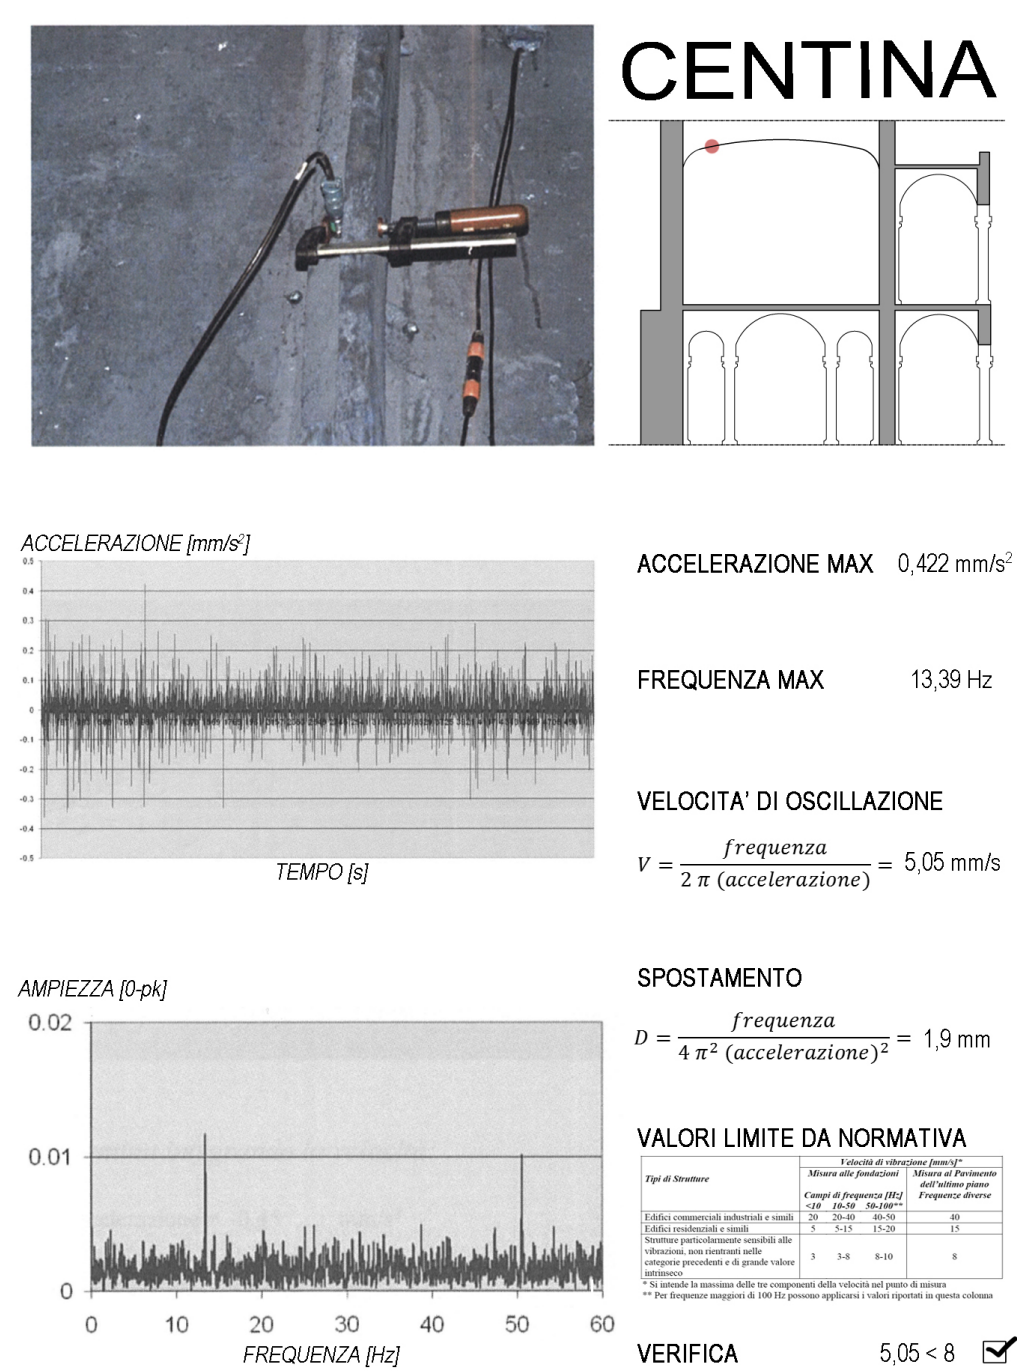 CENTINA
ACCELERAZIONE [mm/s²]
0.5
0.4
0.3
0.2
0.1
0
-0.1
-0.2
-0.3
-0.4
-0.5
TEMPO [s]
ACCELERAZIONE MAX 0,422 mm/s²
FREQUENZA MAX 13,39 Hz
VELOCITA' DI OSCILLAZIONE
V = frequenza / 2 π (accelerazione) = 5,05 mm/s
AMPIEZZA [0-pk]
0.02
0.01
0
0 10 20 30 40 50 60
FREQUENZA [Hz]
SPOSTAMENTO
D = frequenza / 4 π² (accelerazione)² = 1,9 mm
VALORI LIMITE DA NORMATIVA
Tipi di Strutture
Velocità di vibrazione [mm/s]*
Misura alle fondazioni
Misura al Pavimento
dell'ultimo piano
Frequenze diverse
Campi di frequenza [Hz]
<10 10-50 50-100**
Edifici commerciali industriali e simili 20 20-40 40-50 40
Edifici residenziali e simili 5 5-15 15-20 15
Strutture particolarmente sensibili alle
vibrazioni, non rientranti nelle
categorie precedenti e di grande valore
intrinseco
3 3-8 8-10 8
* Si intende la massima delle tre componenti della velocità nel punto di misura
** Per frequenze maggiori di 100 Hz possono applicarsi i valori riportati in questa colonna
VERIFICA 5,05 < 8